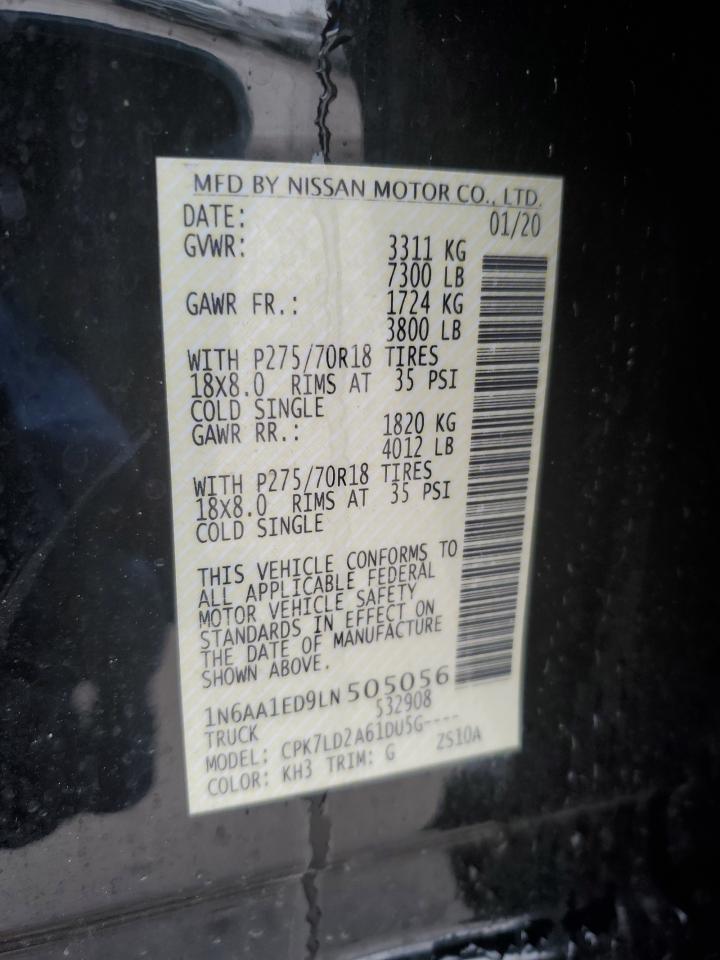 MFD BY NISSAN MOTOR CO., LTD.
DATE: 01/20
GVWR: 3311 KG
7300 LB
GAWR FR.: 1724 KG
3800 LB
WITH P275/70R18 TIRES
18X8.0 RIMS AT 35 PSI
COLD SINGLE
GAWR RR.: 1820 KG
4012 LB
WITH P275/70R18 TIRES
18X8.0 RIMS AT 35 PSI
COLD SINGLE
THIS VEHICLE CONFORMS TO
ALL APPLICABLE FEDERAL
MOTOR VEHICLE SAFETY
STANDARDS IN EFFECT ON
THE DATE OF MANUFACTURE
SHOWN ABOVE.
1N6AA1ED9LN 505056
TRUCK 532908
MODEL: CPK7LD2A61DU5G----
COLOR: KH3 TRIM: G ZS10A